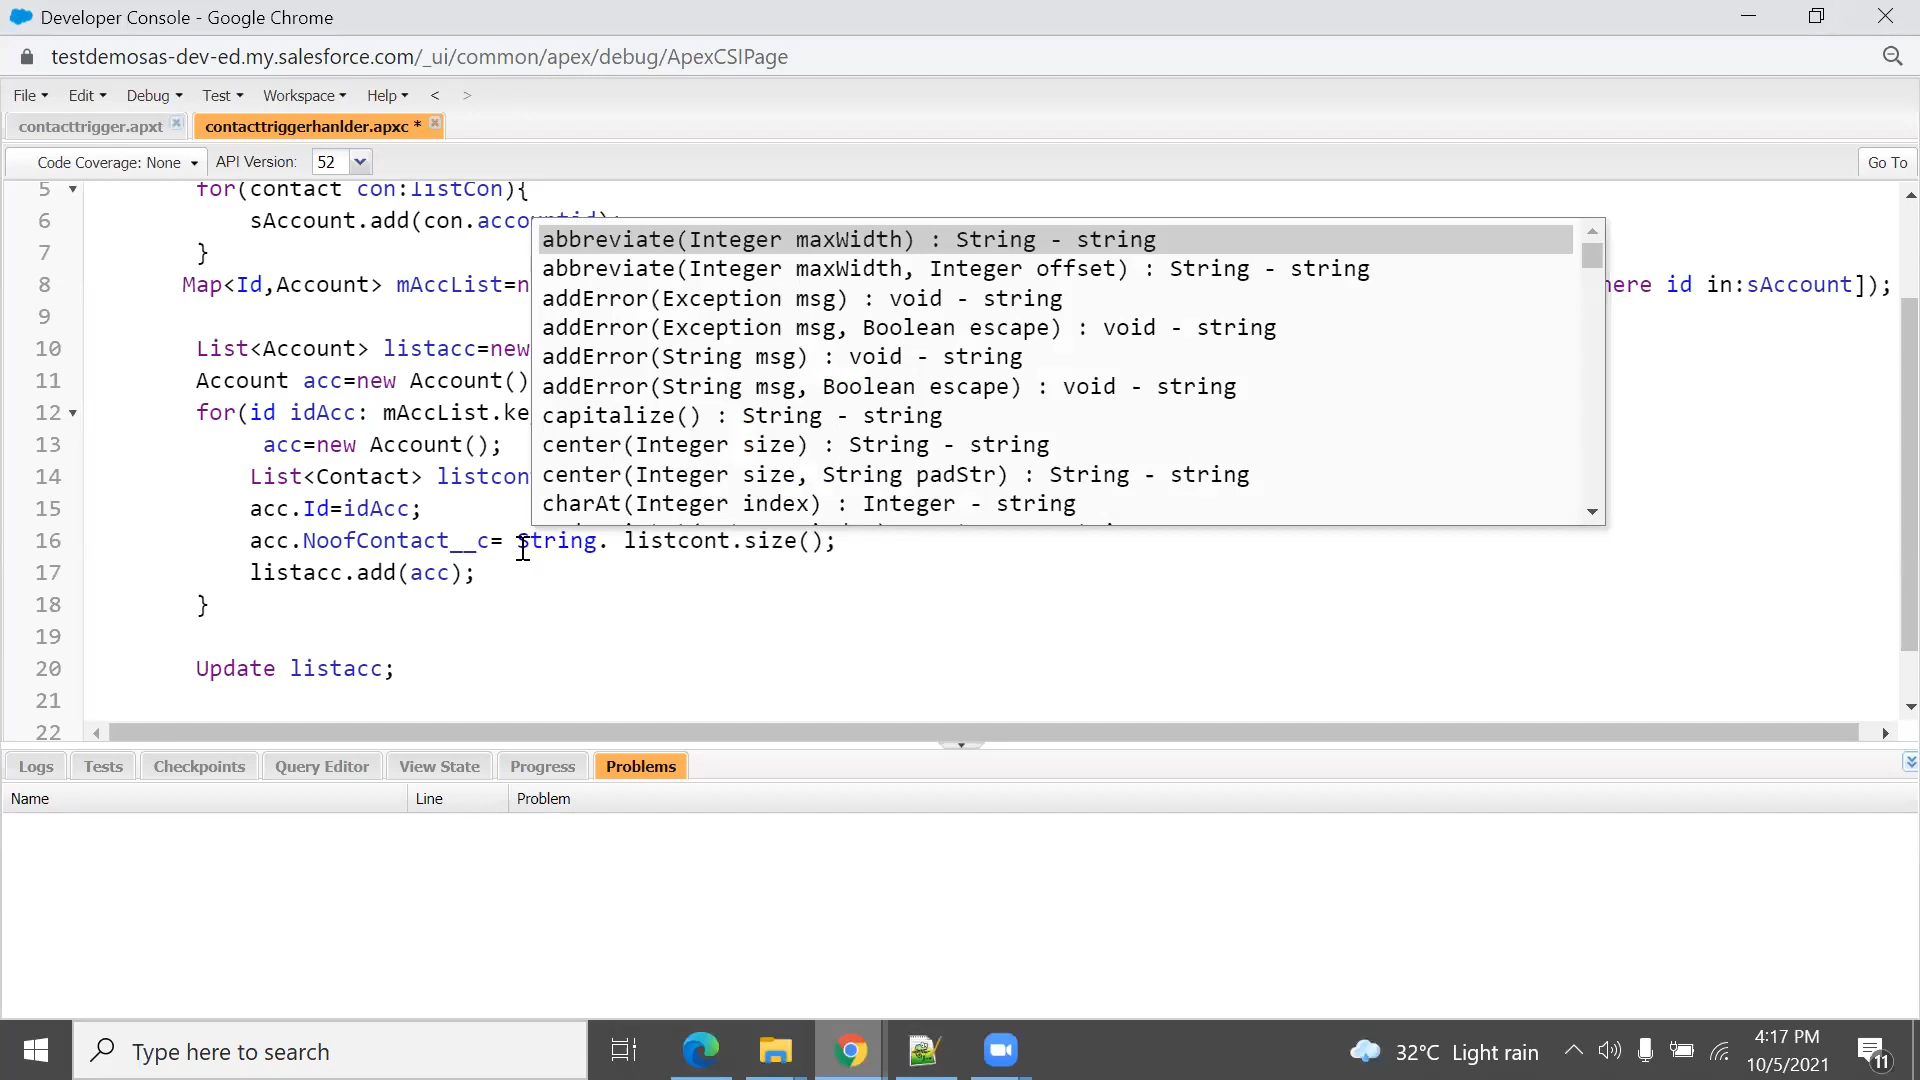 Developer Console - Google Chrome
testdemosas-dev-ed.my.salesforce.com/_ui/common/apex/debug/ApexCSIPage
File Edit Debug Test Workspace Help < >
contacttrigger.apxt contacttriggerhanlder.apxc *
Code Coverage: None API Version: 52 Go To
5 for(contact con:listCon){
6 sAccount.add(con.accountid);
7 }
8 Map<Id,Account> mAccList=n here id in:sAccount]);
9
10 List<Account> listacc=new
11 Account acc=new Account()
12 for(id idAcc: mAccList.ke
13 acc=new Account();
14 List<Contact> listcon
15 acc.Id=idAcc;
16 acc.NoofContact__c= String. listcont.size();
17 listacc.add(acc);
18 }
19
20 Update listacc;
21
22
abbreviate(Integer maxWidth) : String - string
abbreviate(Integer maxWidth, Integer offset) : String - string
addError(Exception msg) : void - string
addError(Exception msg, Boolean escape) : void - string
addError(String msg) : void - string
addError(String msg, Boolean escape) : void - string
capitalize() : String - string
center(Integer size) : String - string
center(Integer size, String padStr) : String - string
charAt(Integer index) : Integer - string
Logs Tests Checkpoints Query Editor View State Progress Problems
Name Line Problem
Type here to search
32°C Light rain
4:17 PM
10/5/2021
11